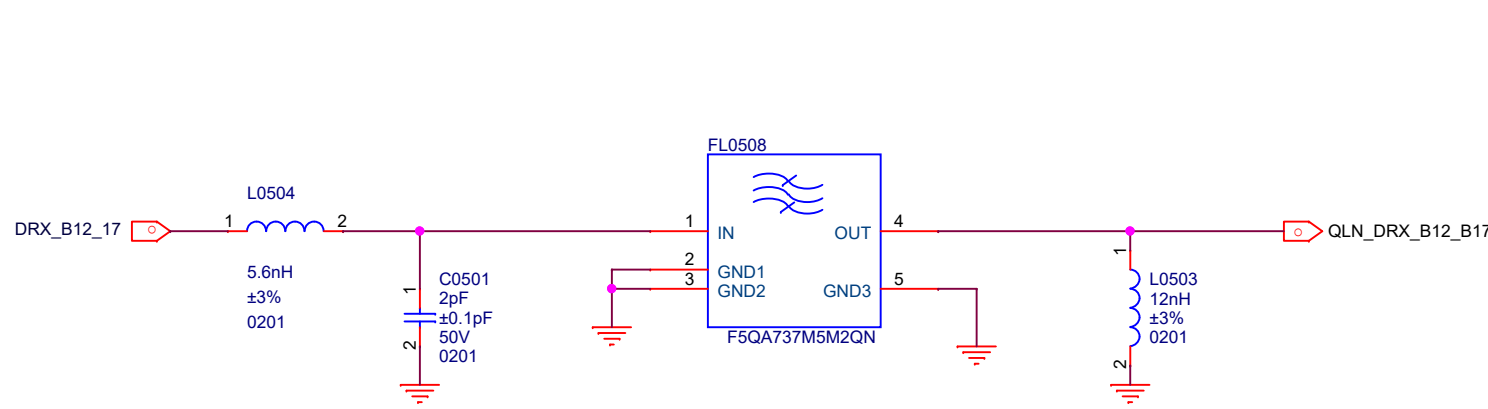 FL0508
L0504
DRX_B12_17
1
2
1
IN
OUT
4
QLN_DRX_B12_B17
2
GND1
3
GND2
GND3
5
5.6nH
±3%
0201
1
C0501
2pF
±0.1pF
50V
0201
2
F5QA737M5M2QN
1
L0503
12nH
±3%
0201
2